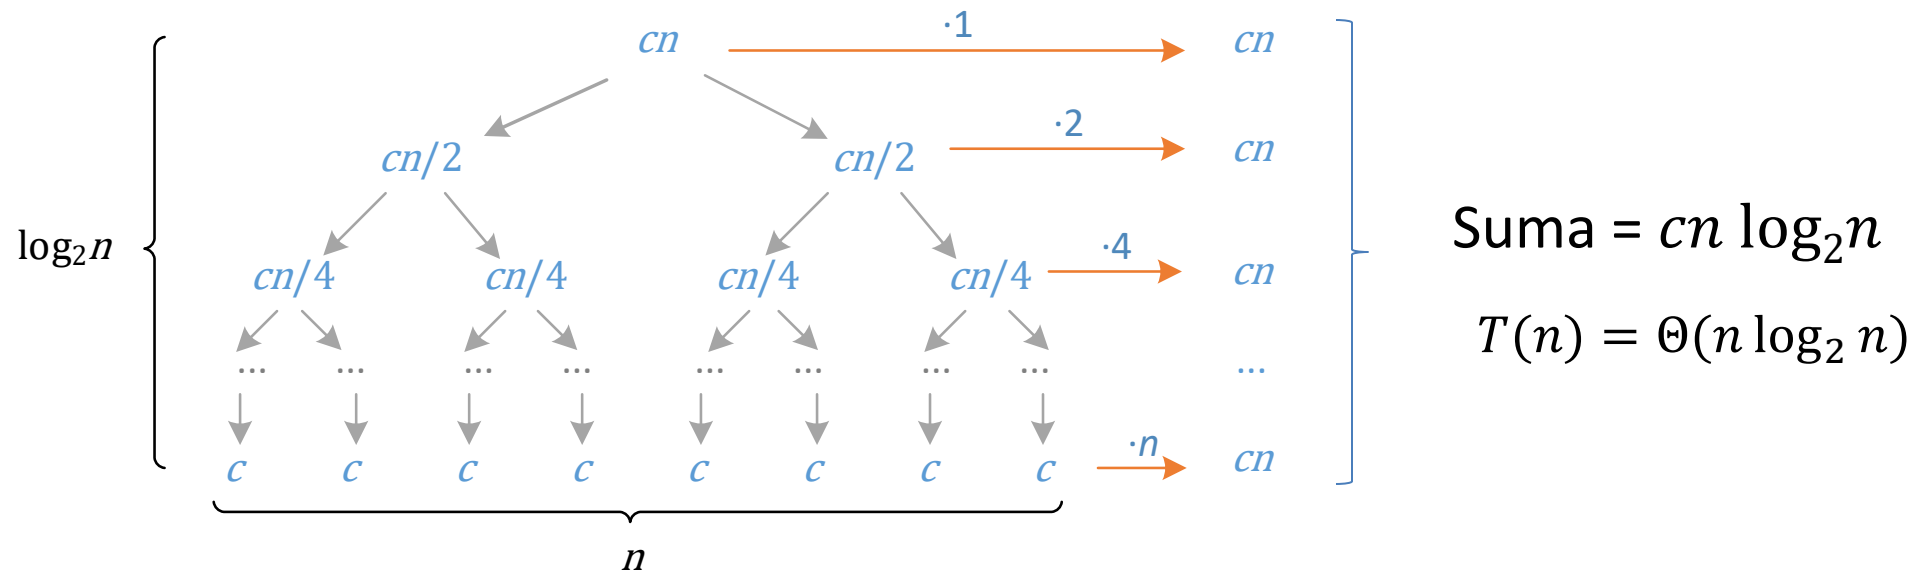 cn ·1 cn
cn/2 cn/2 ·2 cn
log₂n
cn/4 cn/4 cn/4 cn/4 ·4 cn
Suma = cn log₂n
T(n) = Θ(n log₂ n)
... ... ... ... ... ... ... ... ...
c c c c c c c c ·n cn
n